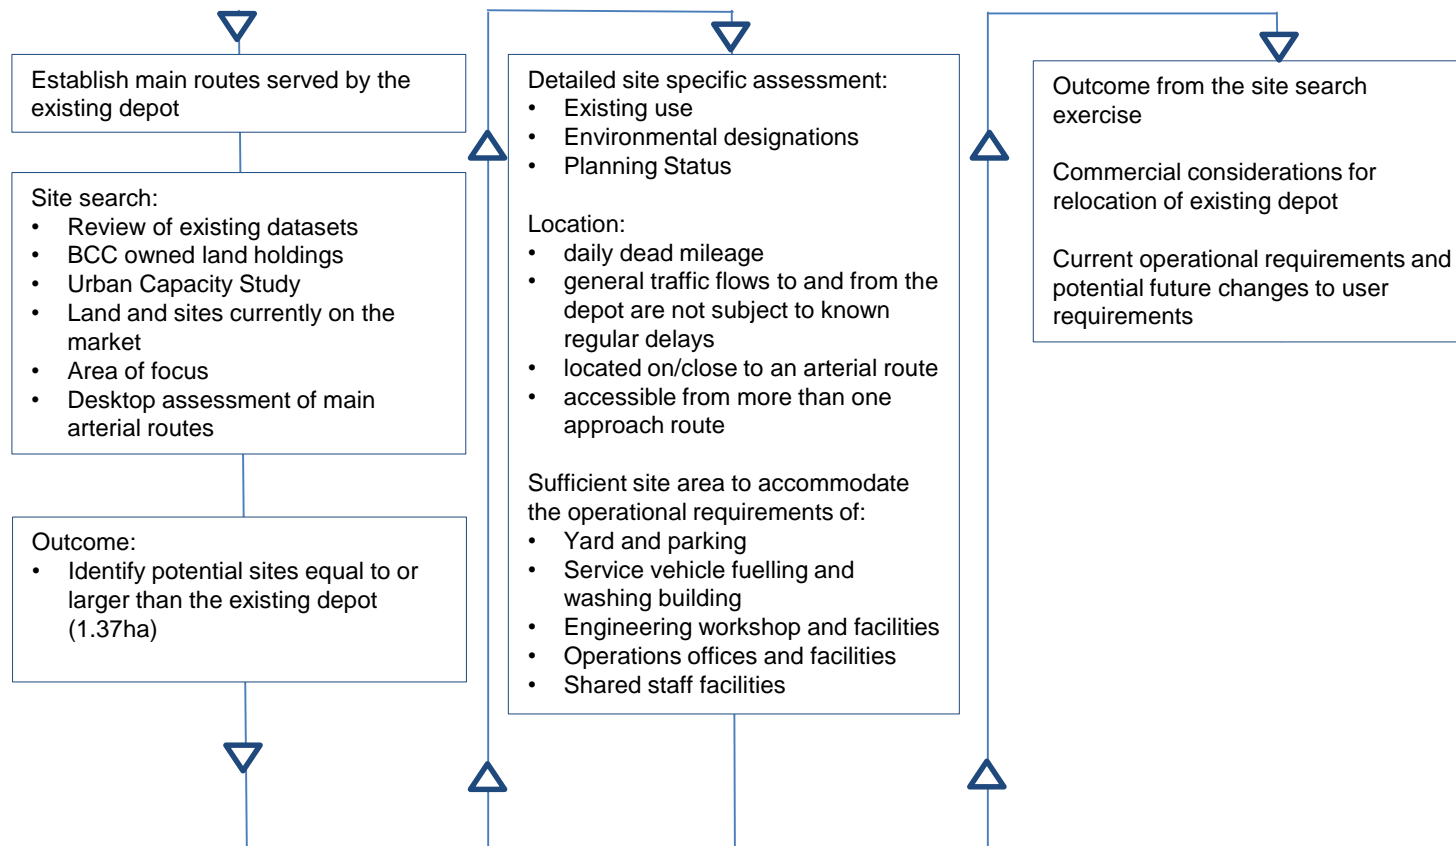 Establish main routes served by the
existing depot
Site search:
• Review of existing datasets
• BCC owned land holdings
• Urban Capacity Study
• Land and sites currently on the
market
• Area of focus
• Desktop assessment of main
arterial routes
Outcome:
• Identify potential sites equal to or
larger than the existing depot
(1.37ha)
Detailed site specific assessment:
• Existing use
• Environmental designations
• Planning Status
Location:
• daily dead mileage
• general traffic flows to and from the
depot are not subject to known
regular delays
• located on/close to an arterial route
• accessible from more than one
approach route
Sufficient site area to accommodate
the operational requirements of:
• Yard and parking
• Service vehicle fuelling and
washing building
• Engineering workshop and facilities
• Operations offices and facilities
• Shared staff facilities
Outcome from the site search
exercise
Commercial considerations for
relocation of existing depot
Current operational requirements and
potential future changes to user
requirements